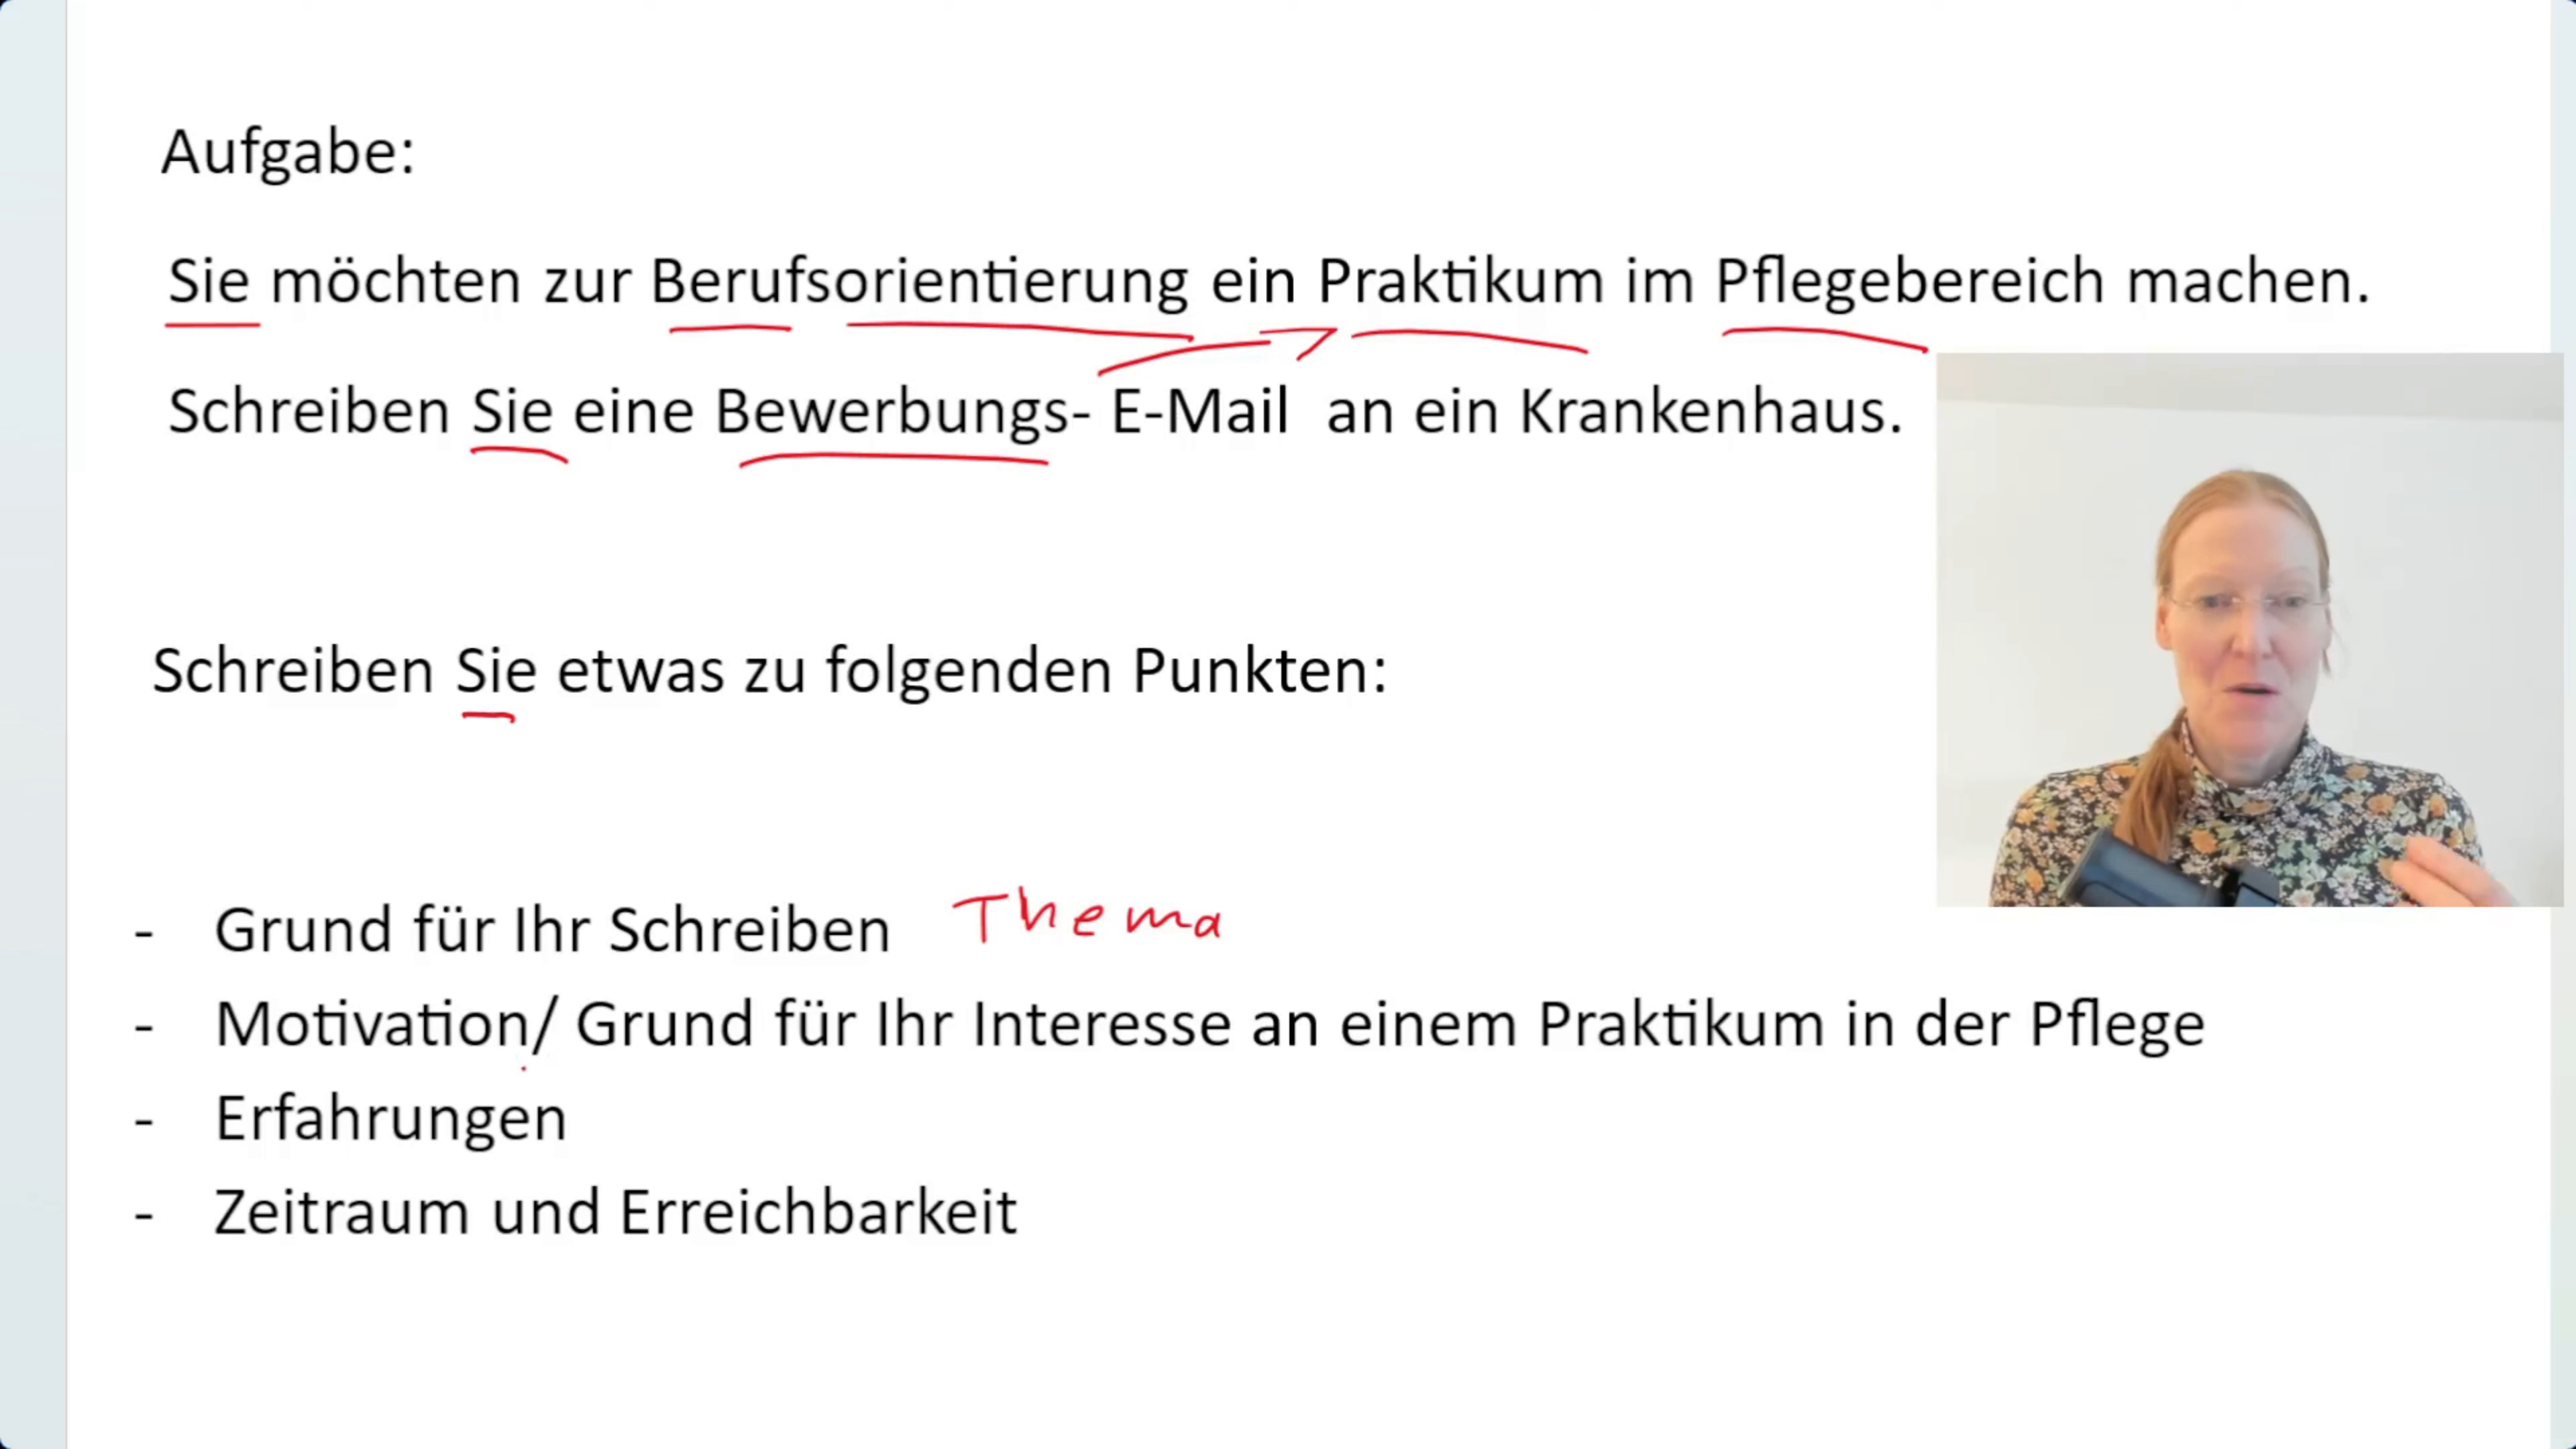 Aufgabe:
Sie möchten zur Berufsorientierung ein Praktikum im Pflegebereich machen.
Schreiben Sie eine Bewerbungs- E-Mail an ein Krankenhaus.
Schreiben Sie etwas zu folgenden Punkten:
- Grund für Ihr Schreiben Thema
- Motivation/ Grund für Ihr Interesse an einem Praktikum in der Pflege
- Erfahrungen
- Zeitraum und Erreichbarkeit